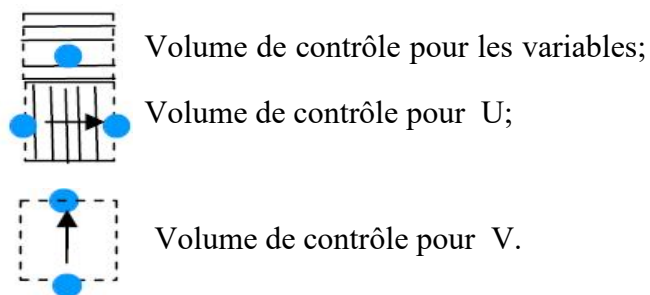 Volume de contrôle pour les variables;
Volume de contrôle pour U;
Volume de contrôle pour V.